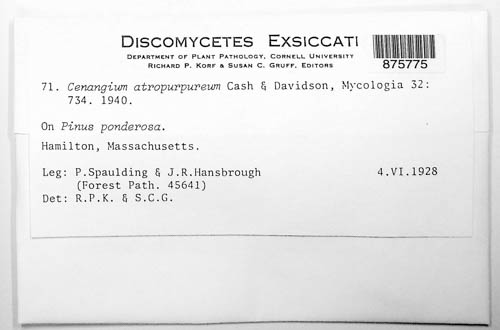 DISCOMYCETES EXSICCATI
DEPARTMENT OF PLANT PATHOLOGY, CORNELL UNIVERSITY
RICHARD P. KORF & SUSAN C. GRUFF, EDITORS
875775
71. Cenangium atropurpureum Cash & Davidson, Mycologia 32:
734. 1940.
On Pinus ponderosa.
Hamilton, Massachusetts.
Leg: P.Spaulding & J.R.Hansbrough 4.VI.1928
(Forest Path. 45641)
Det: R.P.K. & S.C.G.